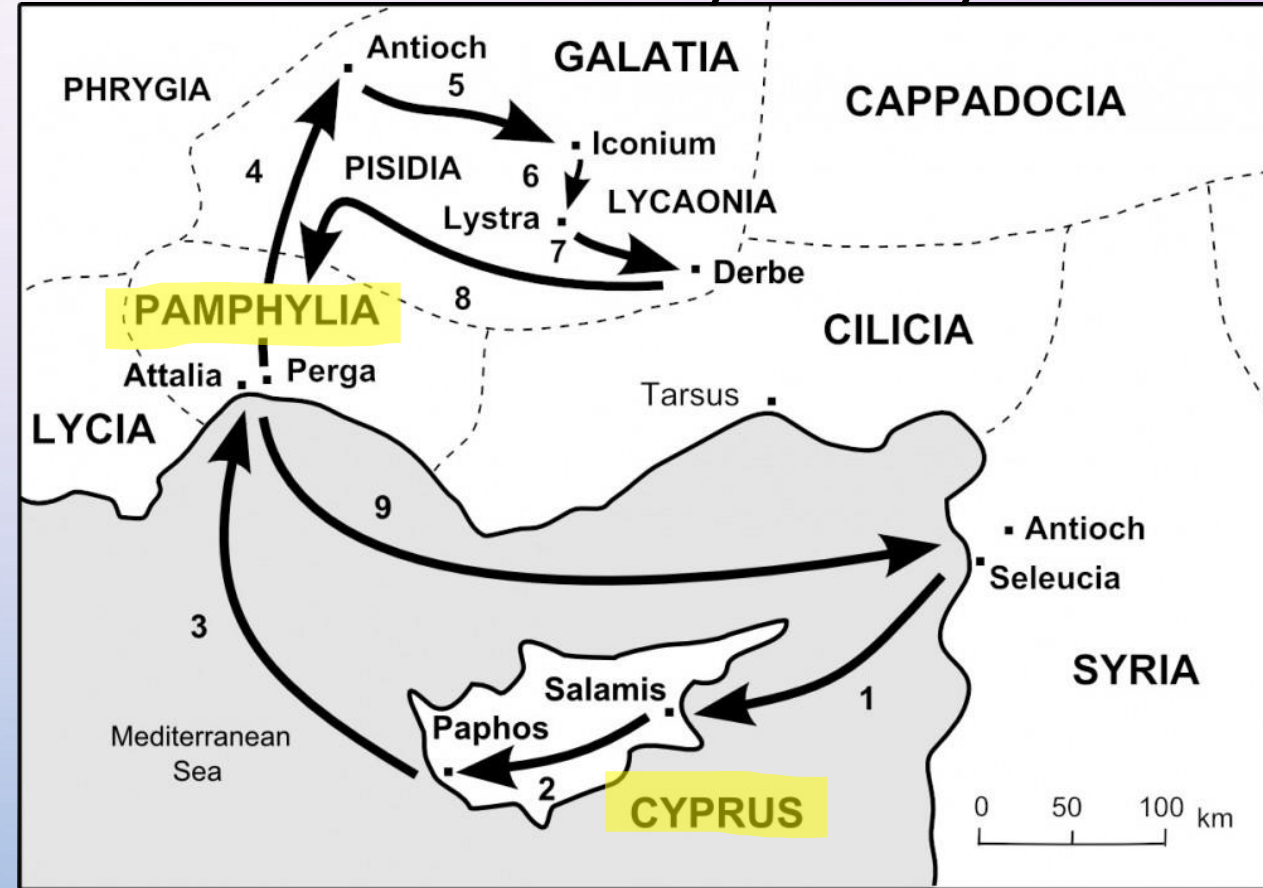 Antioch
GALATIA
PHRYGIA
5
CAPPADOCIA
Iconium
4
PISIDIA
6
LYCAONIA
Lystra
7
Derbe
8
PAMPHYLIA
CILICIA
Attalia
Perga
Tarsus
LYCIA
9
Antioch
Seleucia
3
SYRIA
Salamis
1
Paphos
Mediterranean
Sea
2
CYPRUS
0 50 100 km